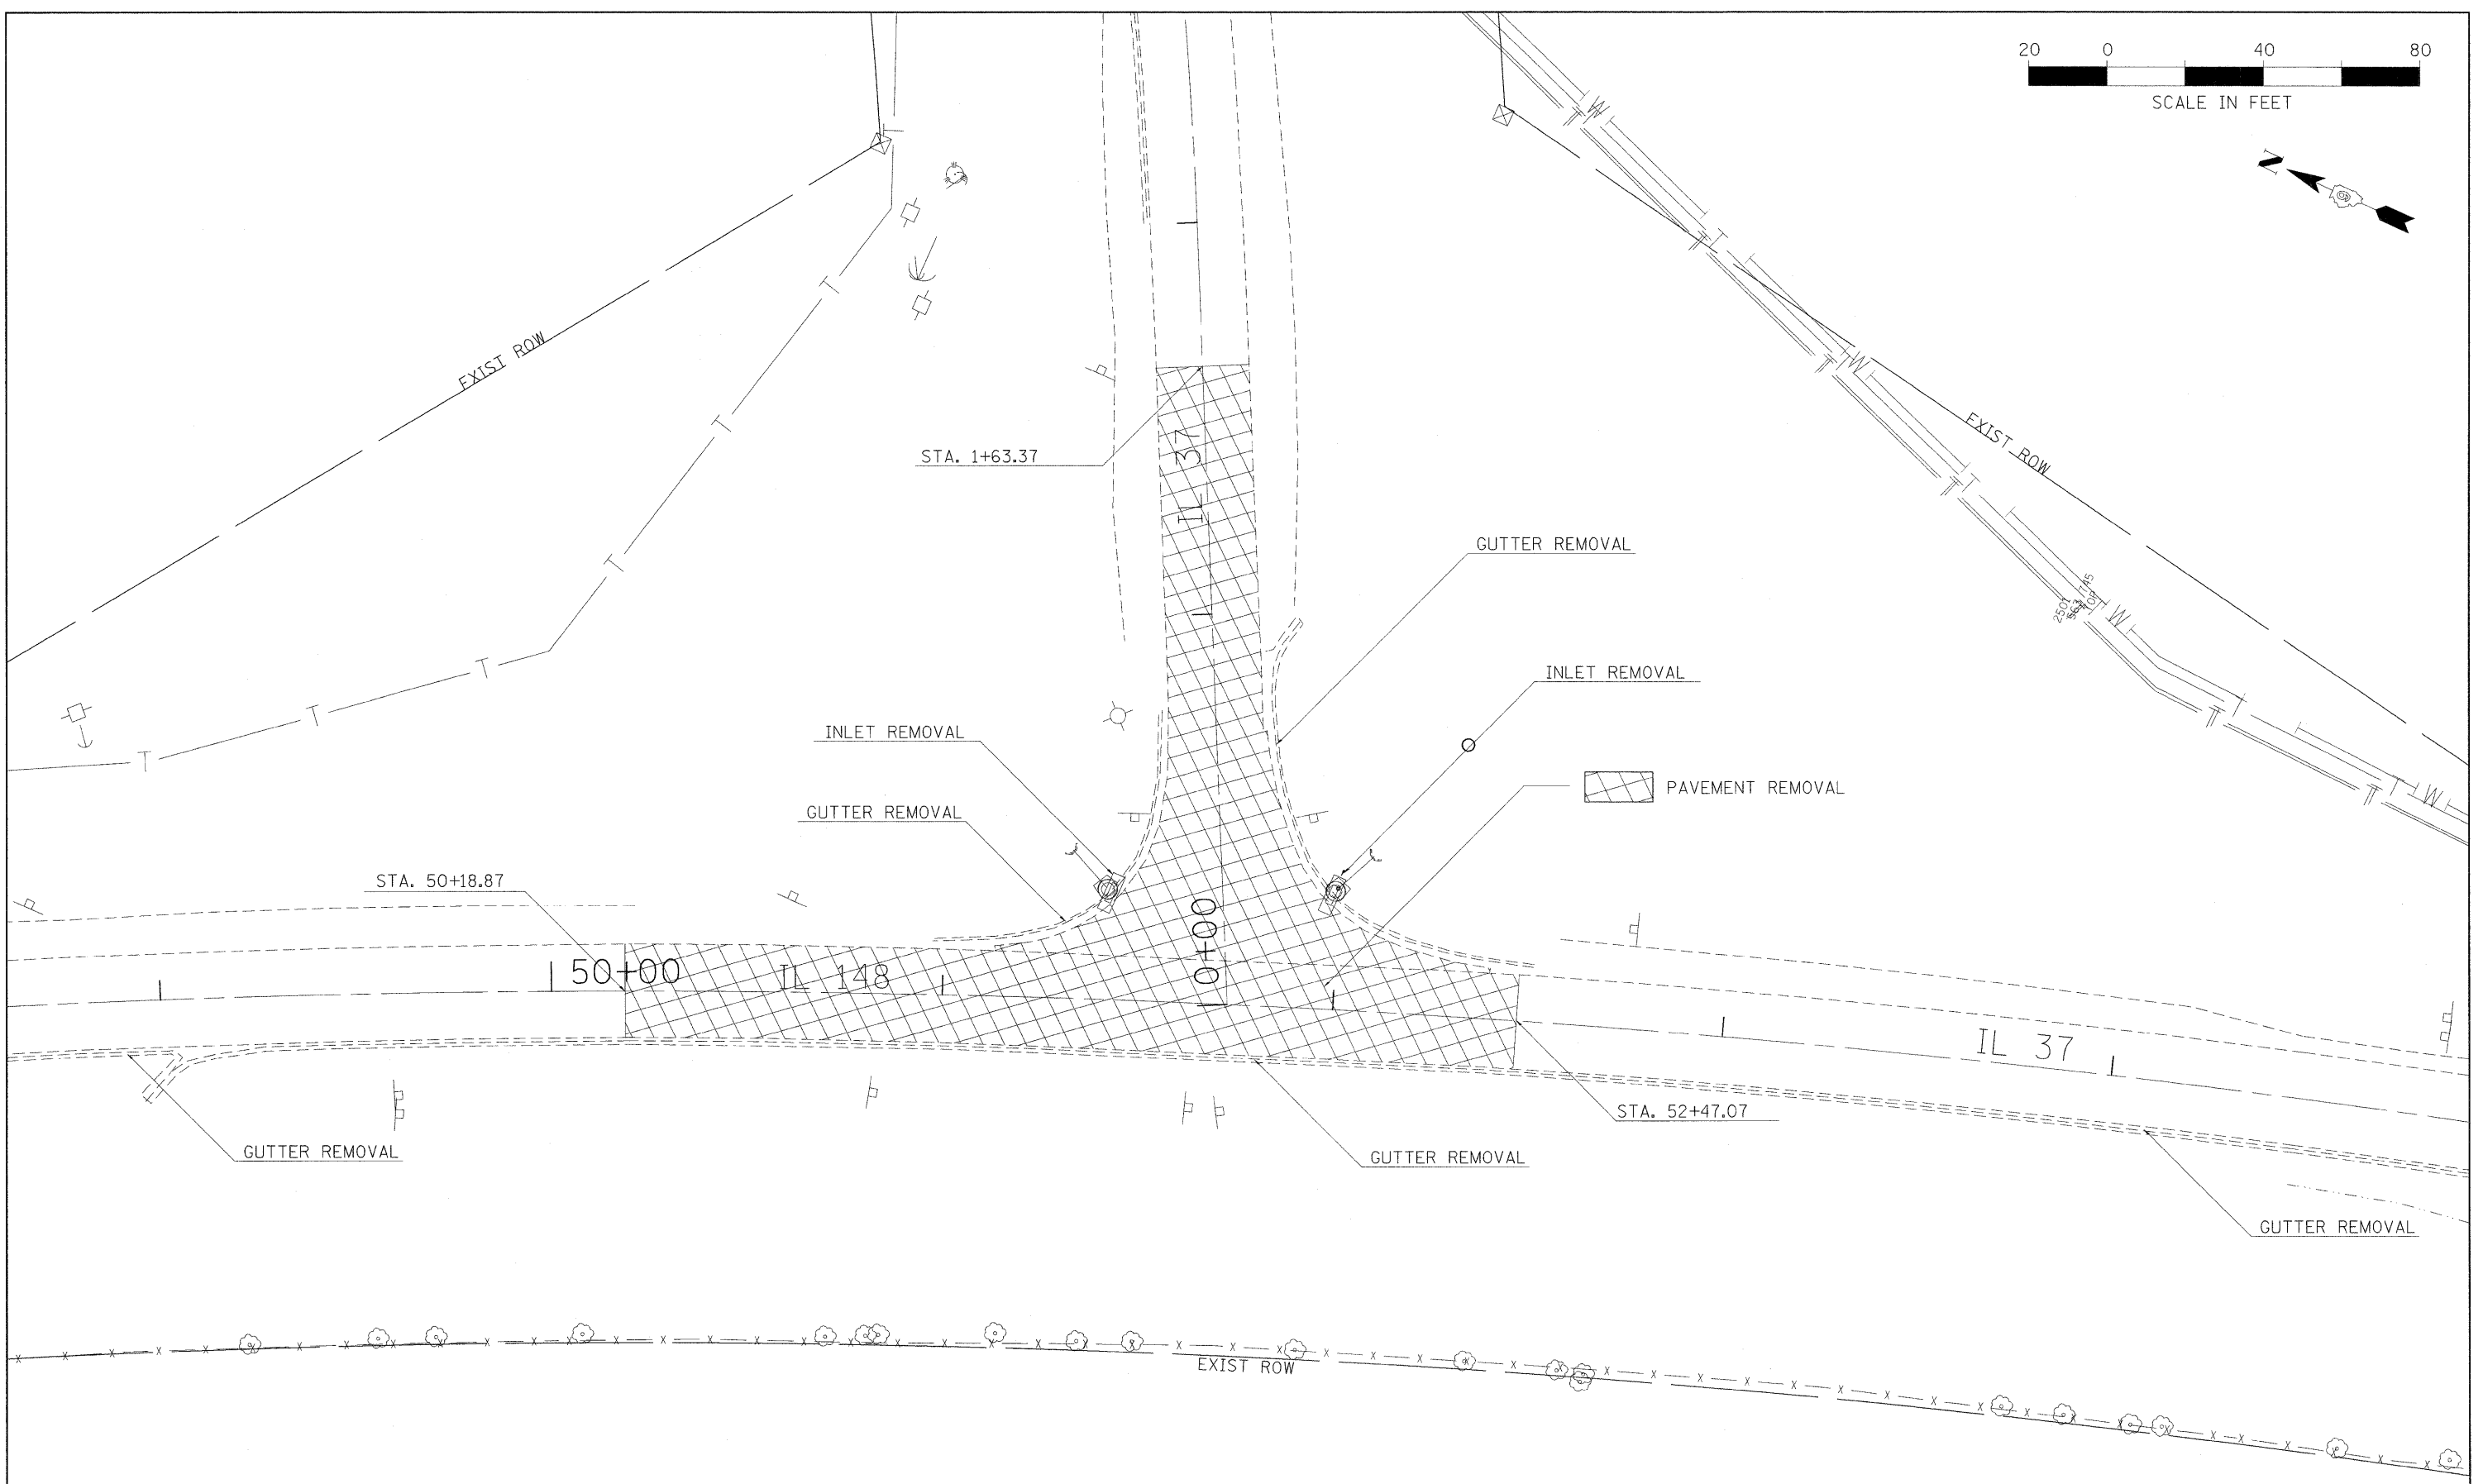 20 0 40 80
SCALE IN FEET
N
EXIST ROW
STA. 1+63.37
IL 37
EXIST ROW
GUTTER REMOVAL
INLET REMOVAL
INLET REMOVAL
PAVEMENT REMOVAL
GUTTER REMOVAL
STA. 50+18.87
50+00
IL 148
0+00
IL 37
STA. 52+47.07
GUTTER REMOVAL
GUTTER REMOVAL
GUTTER REMOVAL
EXIST ROW
W
W
W
W
T
T
T
T
T
T
T
T
2501
745